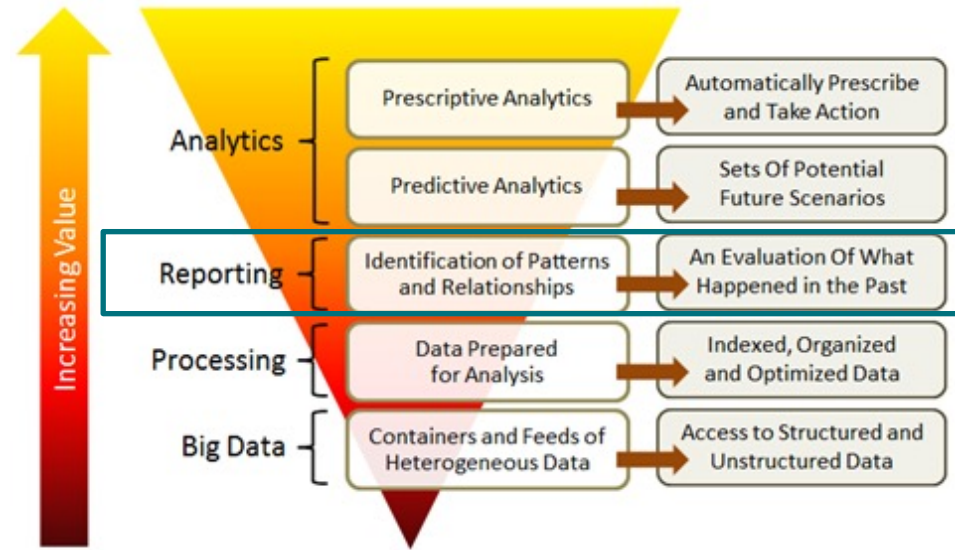 Increasing Value
Analytics
Prescriptive Analytics
Automatically Prescribe
and Take Action
Predictive Analytics
Sets Of Potential
Future Scenarios
Reporting
Identification of Patterns
and Relationships
An Evaluation Of What
Happened in the Past
Processing
Data Prepared
for Analysis
Indexed, Organized
and Optimized Data
Big Data
Containers and Feeds of
Heterogeneous Data
Access to Structured and
Unstructured Data